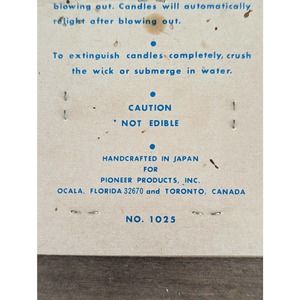 blowing out. Candles will automatically
relight after blowing out.
To extinguish candles completely, crush
the wick or submerge in water.
CAUTION
NOT EDIBLE
HANDCRAFTED IN JAPAN
FOR
PIONEER PRODUCTS, INC.
OCALA, FLORIDA 32670 and TORONTO, CANADA
NO. 1025